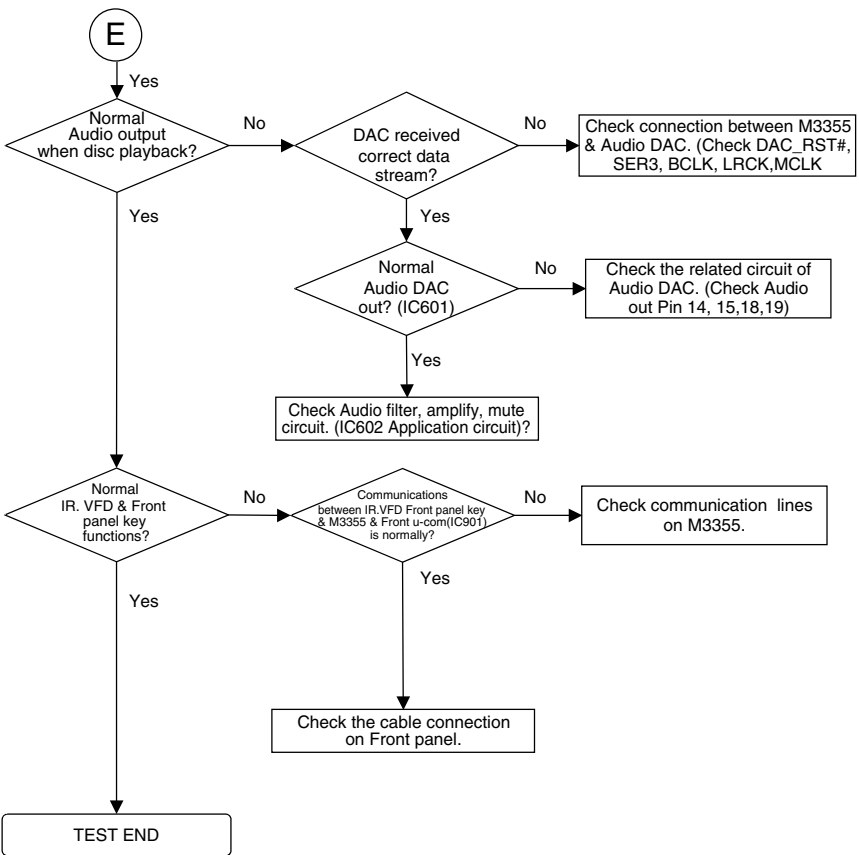 E
Yes
Normal
Audio output
when disc playback?
No
DAC received
correct data
stream?
No
Check connection between M3355
& Audio DAC. (Check DAC_RST#,
SER3, BCLK, LRCK,MCLK
Yes
Yes
Normal
Audio DAC
out? (IC601)
No
Check the related circuit of
Audio DAC. (Check Audio
out Pin 14, 15,18,19)
Yes
Check Audio filter, amplify, mute
circuit. (IC602 Application circuit)?
Normal
IR. VFD & Front
panel key
functions?
No
Communications
between IR.VFD Front panel key
& M3355 & Front u-com(IC901)
is normally?
No
Check communication lines
on M3355.
Yes
Yes
Check the cable connection
on Front panel.
TEST END